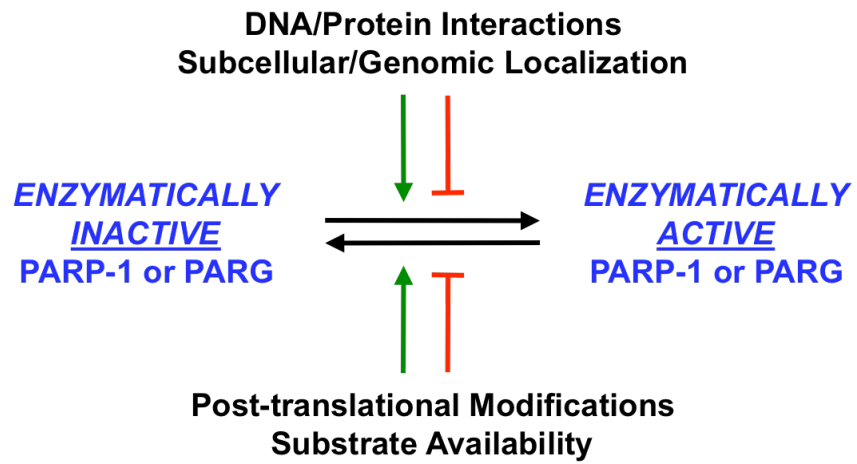 DNA/Protein Interactions
Subcellular/Genomic Localization
ENZYMATICALLY
INACTIVE
PARP-1 or PARG
ENZYMATICALLY
ACTIVE
PARP-1 or PARG
Post-translational Modifications
Substrate Availability